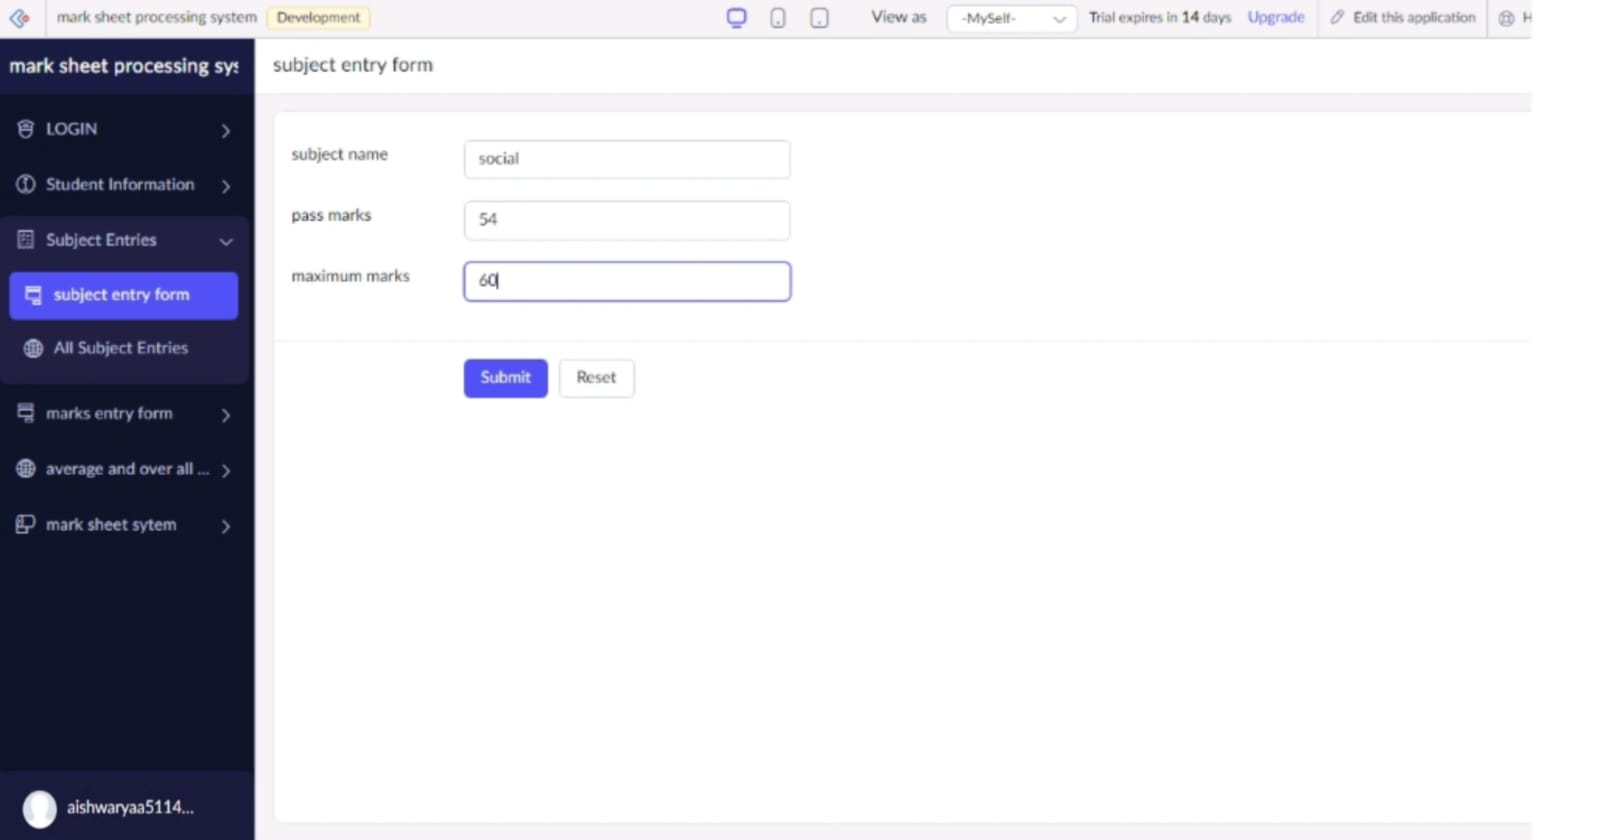 mark sheet processing system Development View as -MySelf- Trial expires in 14 days Upgrade Edit this application
mark sheet processing sys
subject entry form
LOGIN
Student Information
Subject Entries
subject entry form
All Subject Entries
marks entry form
average and over all ...
mark sheet sytem
aishwaryaa5114...
subject name social
pass marks 54
maximum marks 60
Submit Reset